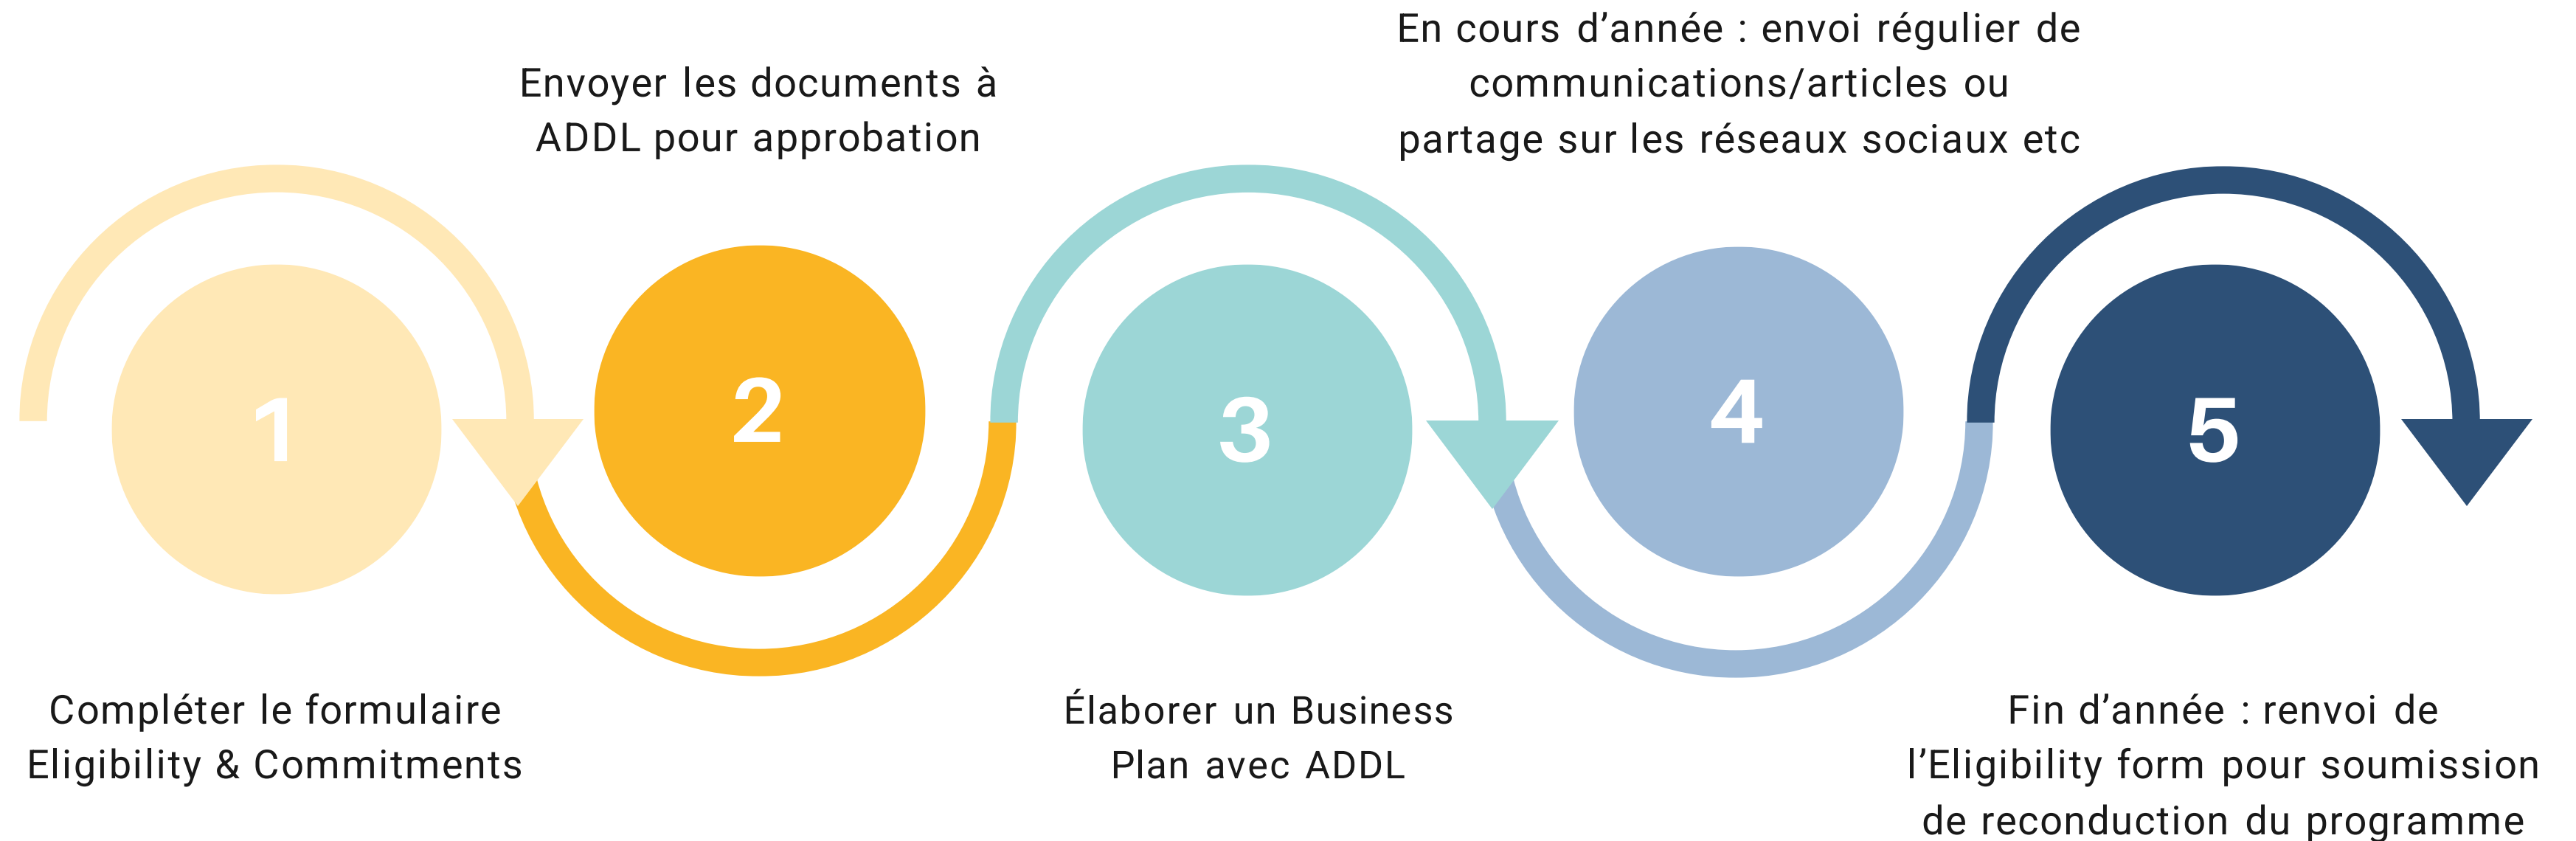 En cours d’année : envoi régulier de
communications/articles ou
partage sur les réseaux sociaux etc
Envoyer les documents à
ADDL pour approbation
1
2
3
4
5
Compléter le formulaire
Eligibility & Commitments
Élaborer un Business
Plan avec ADDL
Fin d’année : renvoi de
l’Eligibility form pour soumission
de reconduction du programme